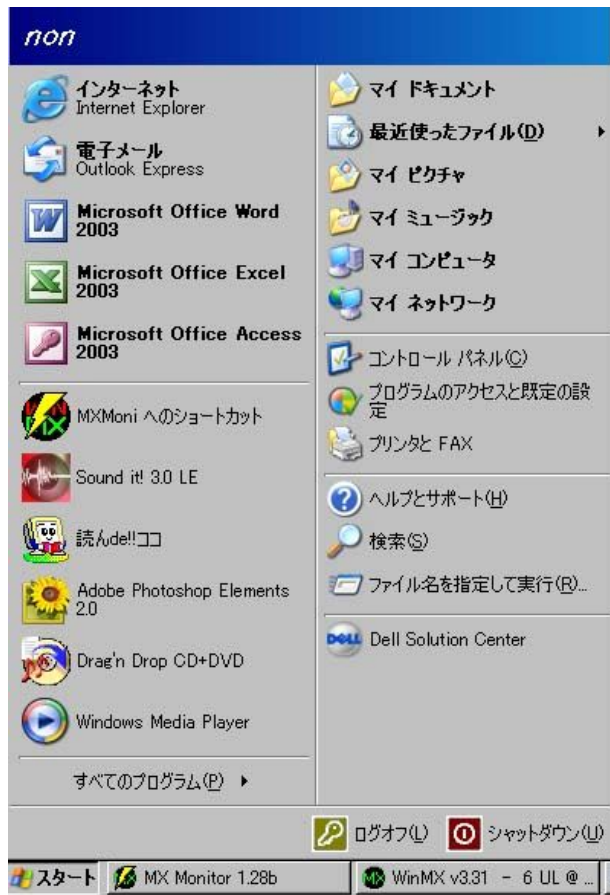 non
インターネット
Internet Explorer
電子メール
Outlook Express
Microsoft Office Word
2003
Microsoft Office Excel
2003
Microsoft Office Access
2003
MXMoni へのショートカット
Sound it! 3.0 LE
読んde!!ココ
Adobe Photoshop Elements
2.0
Drag'n Drop CD+DVD
Windows Media Player
すべてのプログラム(P)
マイ ドキュメント
最近使ったファイル(D)
マイ ピクチャ
マイ ミュージック
マイ コンピュータ
マイ ネットワーク
コントロール パネル(C)
プログラムのアクセスと既定の設
定
プリンタと FAX
ヘルプとサポート(H)
検索(S)
ファイル名を指定して実行(R)...
DELL Dell Solution Center
ログオフ(L) シャットダウン(U)
スタート MX Monitor 1.28b WinMX v3.31 - 6 UL @ ...